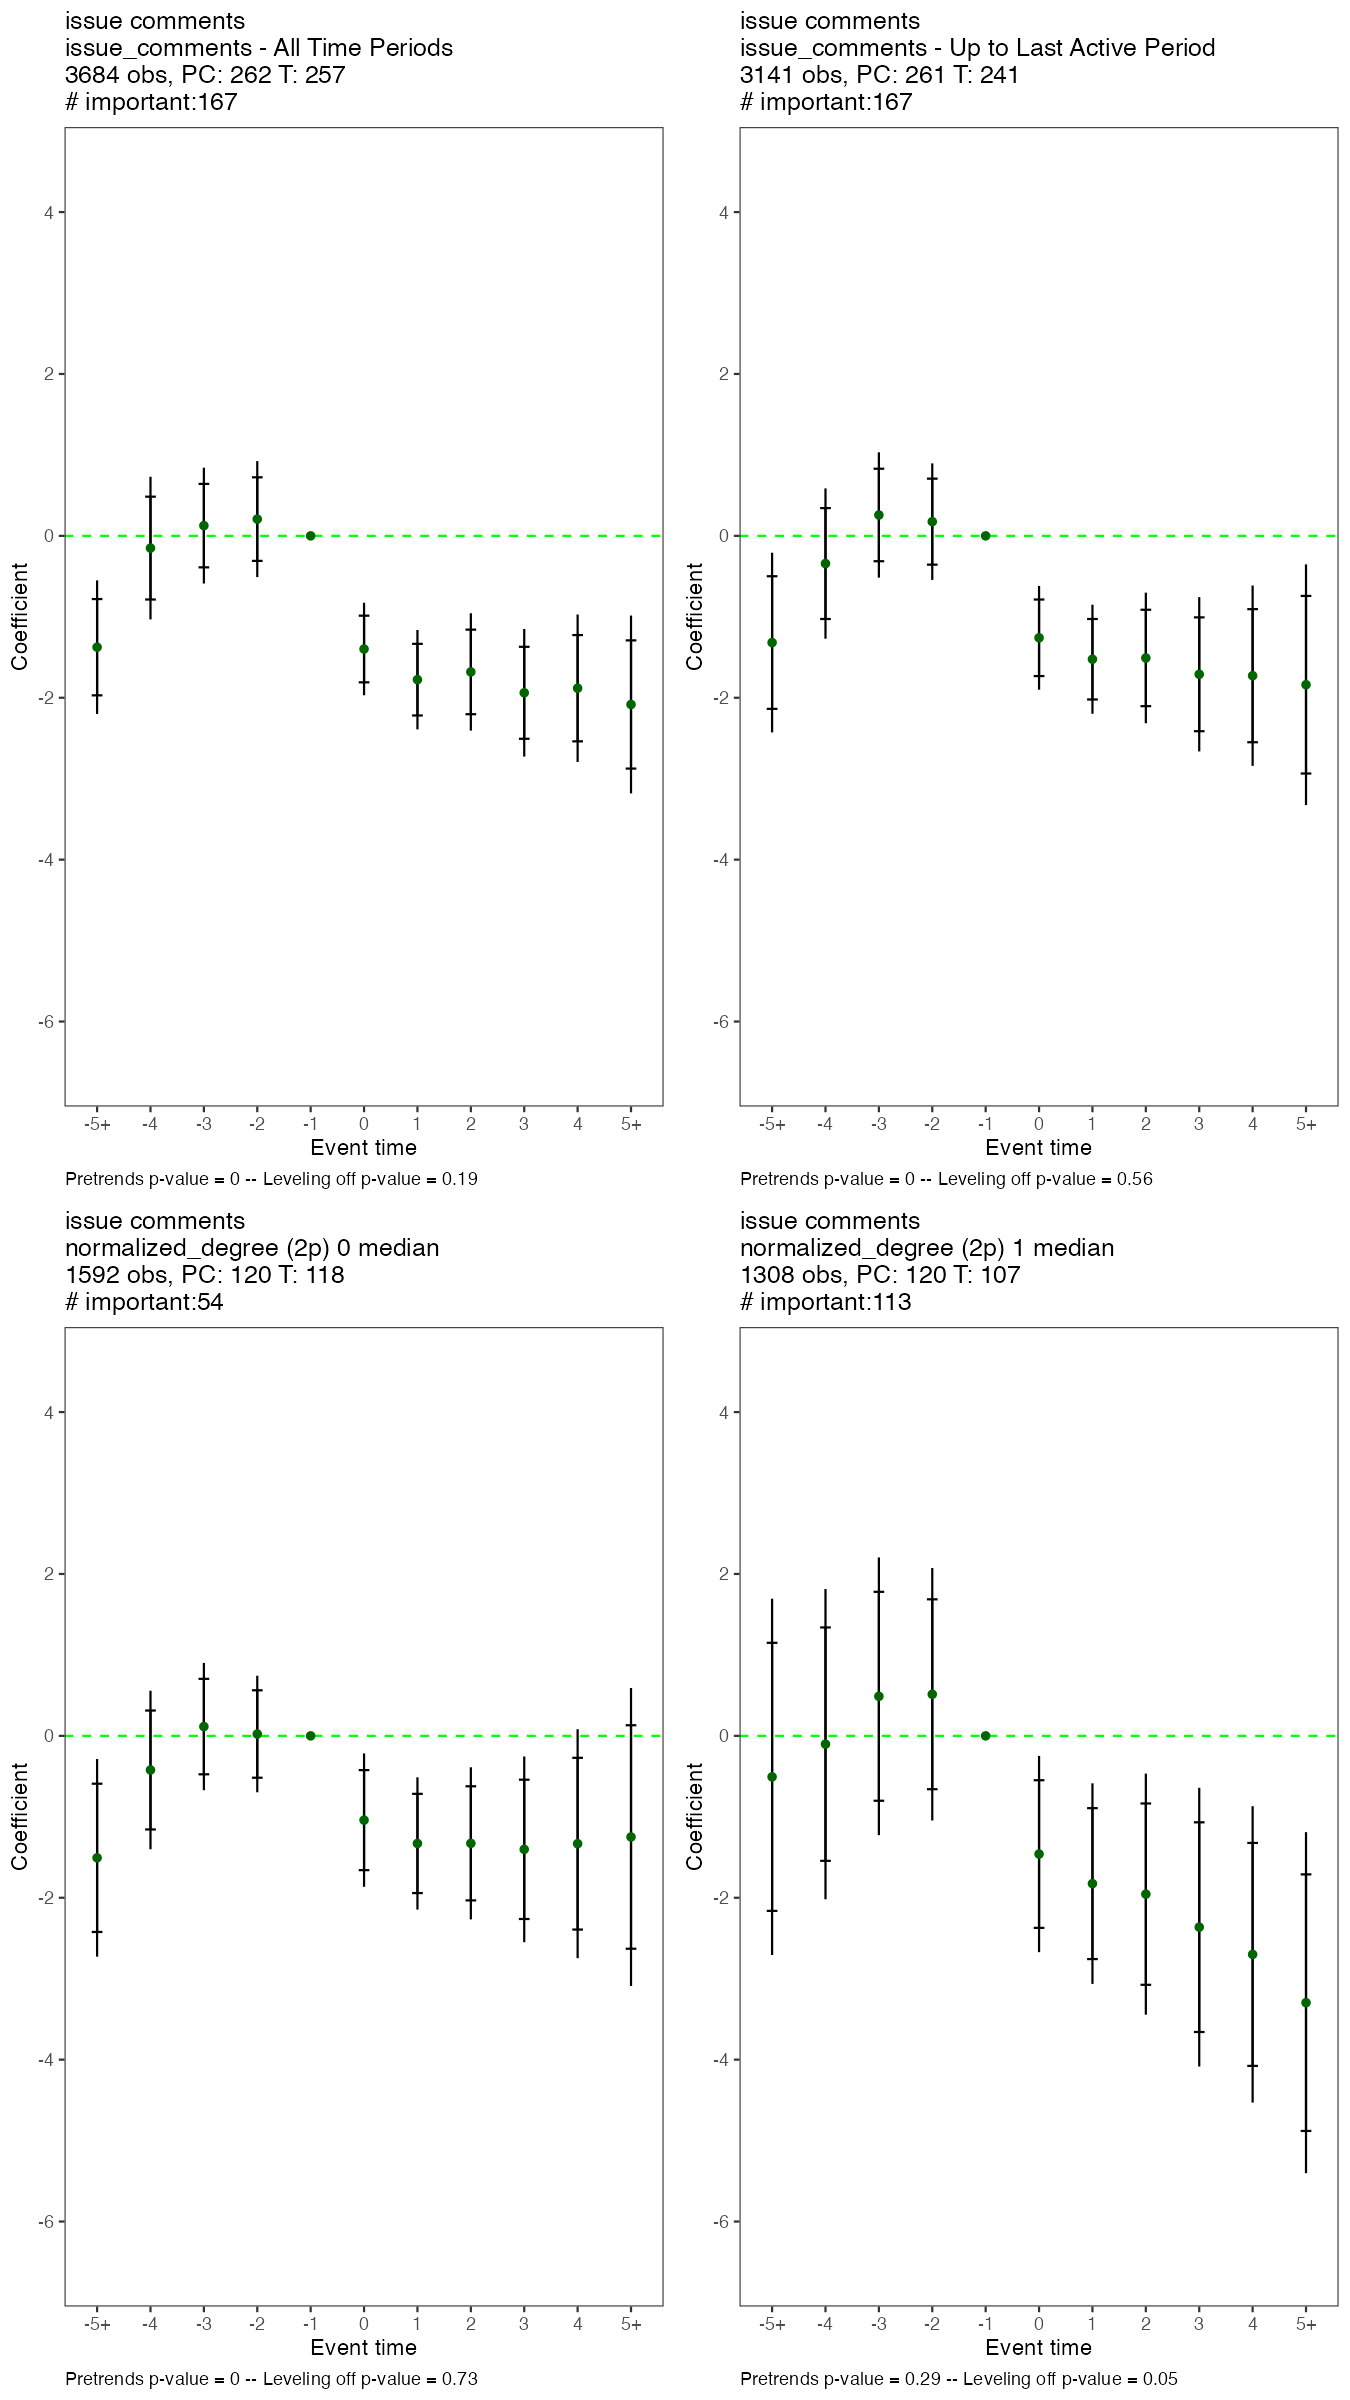 issue comments
issue_comments - All Time Periods
3684 obs, PC: 262 T: 257
# important:167
4
2
0
-2
-4
-6
Coefficient
-5+ -4 -3 -2 -1 0 1 2 3 4 5+
Event time
Pretrends p-value = 0 -- Leveling off p-value = 0.19
issue comments
issue_comments - Up to Last Active Period
3141 obs, PC: 261 T: 241
# important:167
4
2
0
-2
-4
-6
Coefficient
-5+ -4 -3 -2 -1 0 1 2 3 4 5+
Event time
Pretrends p-value = 0 -- Leveling off p-value = 0.56
issue comments
normalized_degree (2p) 0 median
1592 obs, PC: 120 T: 118
# important:54
4
2
0
-2
-4
-6
Coefficient
-5+ -4 -3 -2 -1 0 1 2 3 4 5+
Event time
Pretrends p-value = 0 -- Leveling off p-value = 0.73
issue comments
normalized_degree (2p) 1 median
1308 obs, PC: 120 T: 107
# important:113
4
2
0
-2
-4
-6
Coefficient
-5+ -4 -3 -2 -1 0 1 2 3 4 5+
Event time
Pretrends p-value = 0.29 -- Leveling off p-value = 0.05